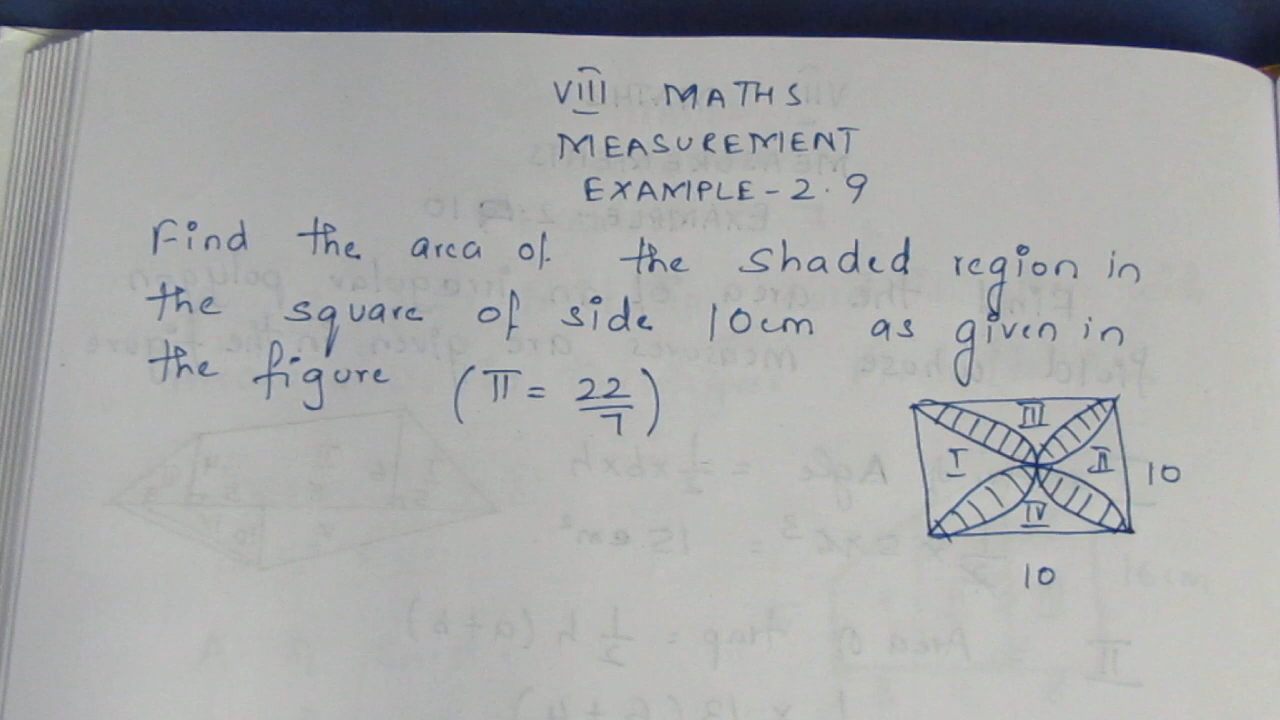 VIII MATHS
MEASUREMENT
EXAMPLE - 2.9
Find the area of the shaded region in
the square of side 10cm as given in
the figure (π = 22/7)
III
I II 10
IV
10